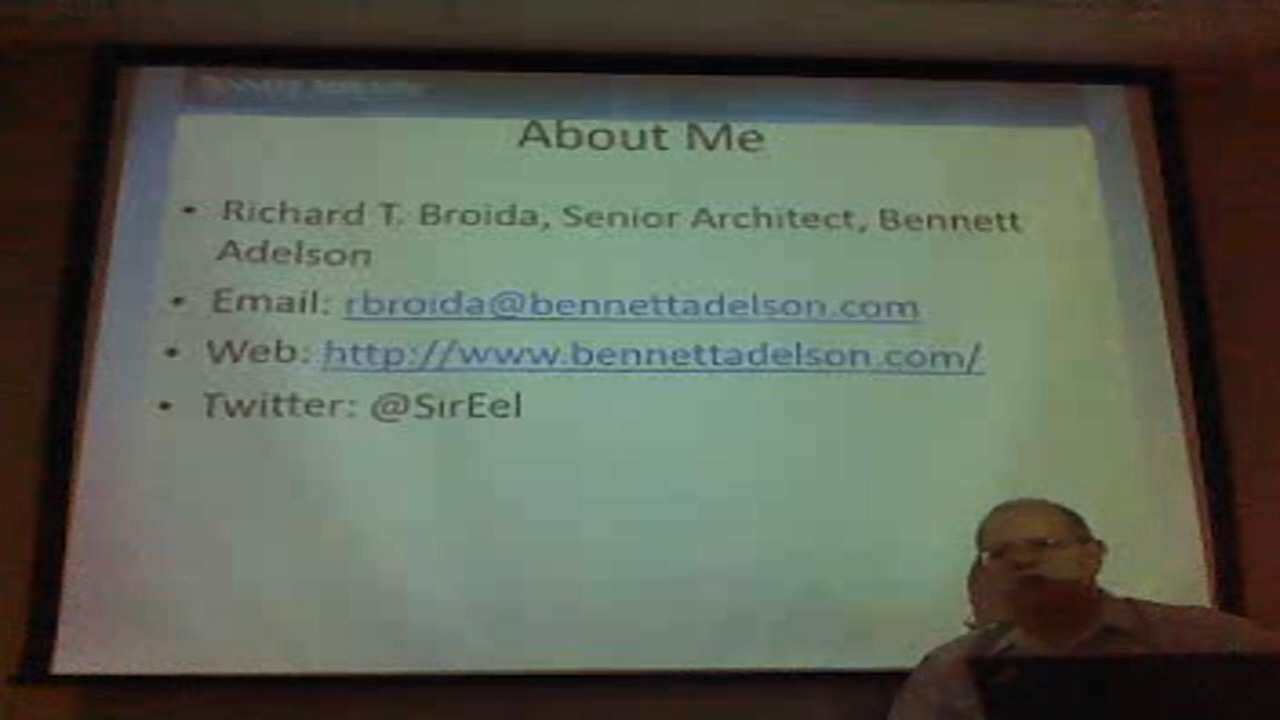 About Me
• Richard T. Broida, Senior Architect, Bennett
Adelson
• Email: rbroida@bennettadelson.com
• Web: http://www.bennettadelson.com/
• Twitter: @SirEel